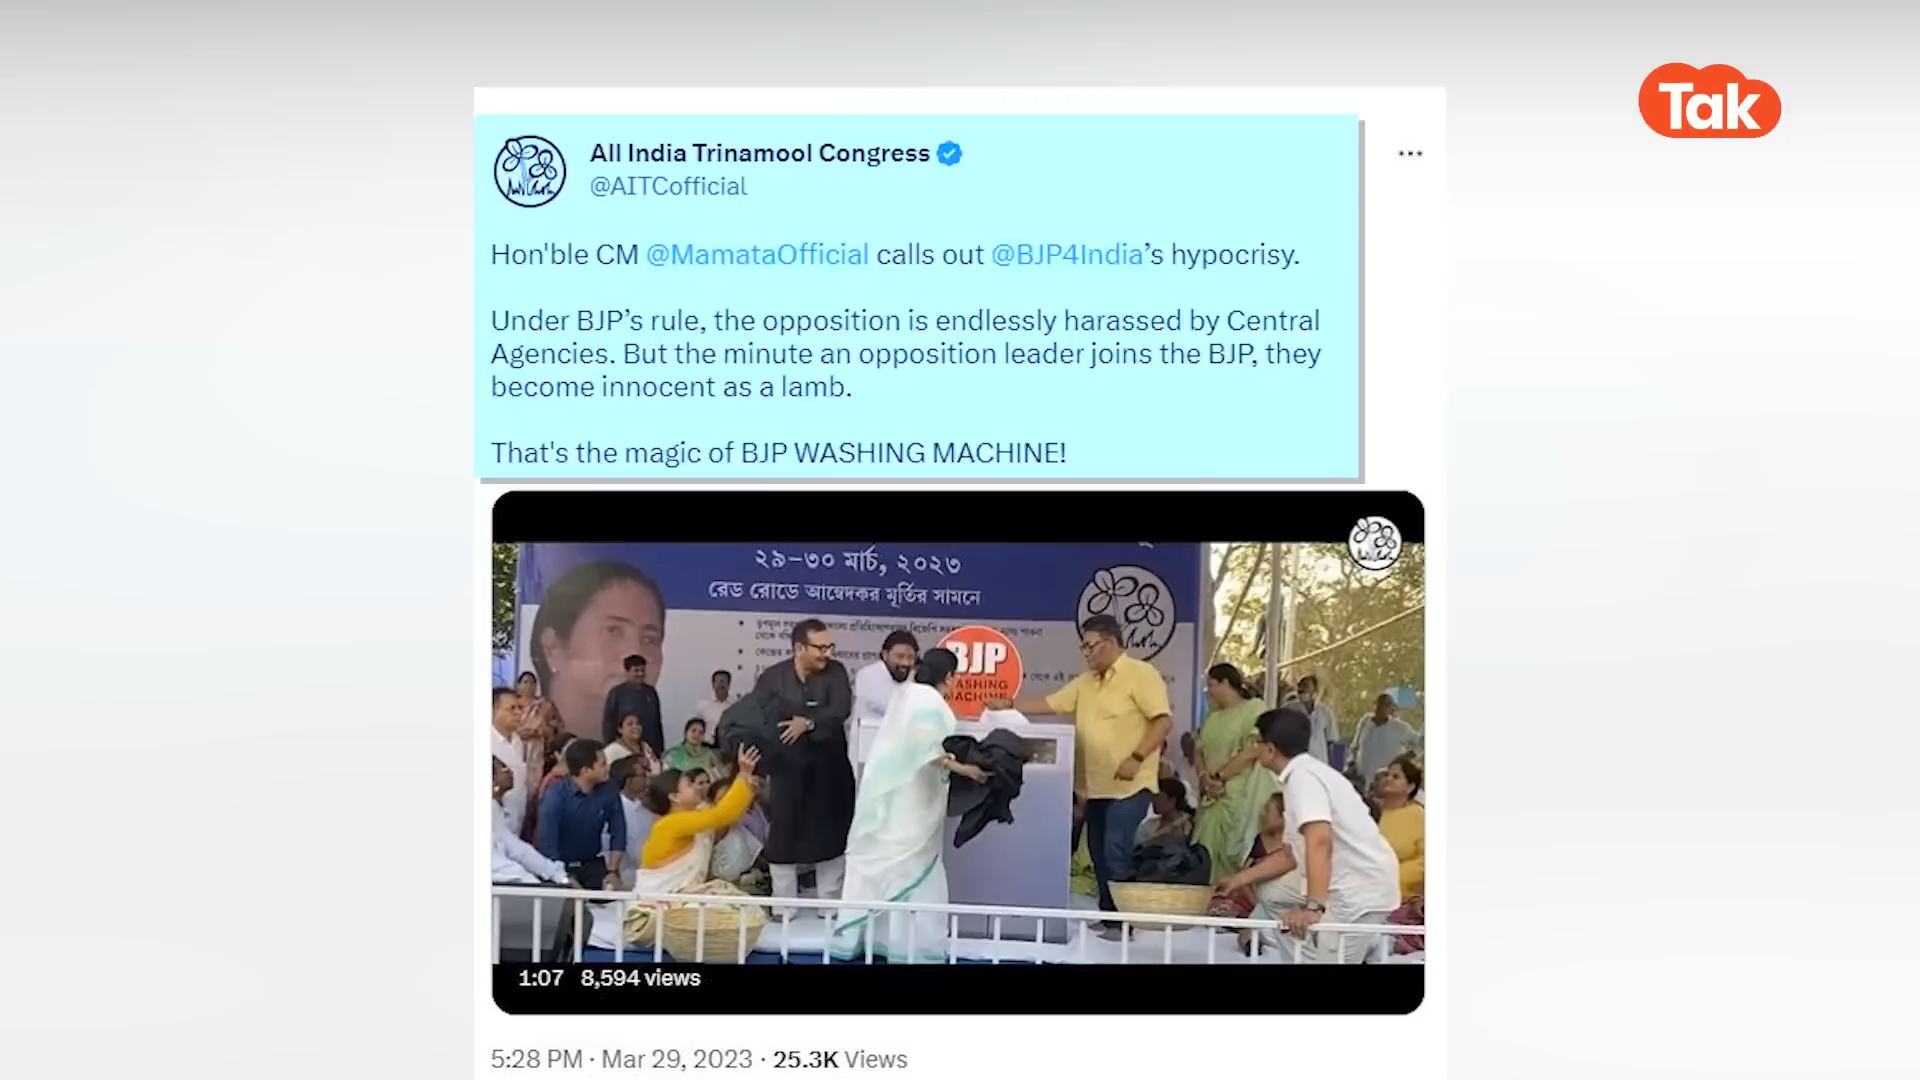 Tak
All India Trinamool Congress
@AITCofficial
Hon'ble CM @MamataOfficial calls out @BJP4India’s hypocrisy.
Under BJP’s rule, the opposition is endlessly harassed by Central
Agencies. But the minute an opposition leader joins the BJP, they
become innocent as a lamb.
That's the magic of BJP WASHING MACHINE!
২৯-৩০ মার্চ, ২০২৩
রেড রোডে আম্বেদকর মূর্তির সামনে
BJP
WASHING
MACHINE
1:07 8,594 views
5:28 PM · Mar 29, 2023 · 25.3K Views